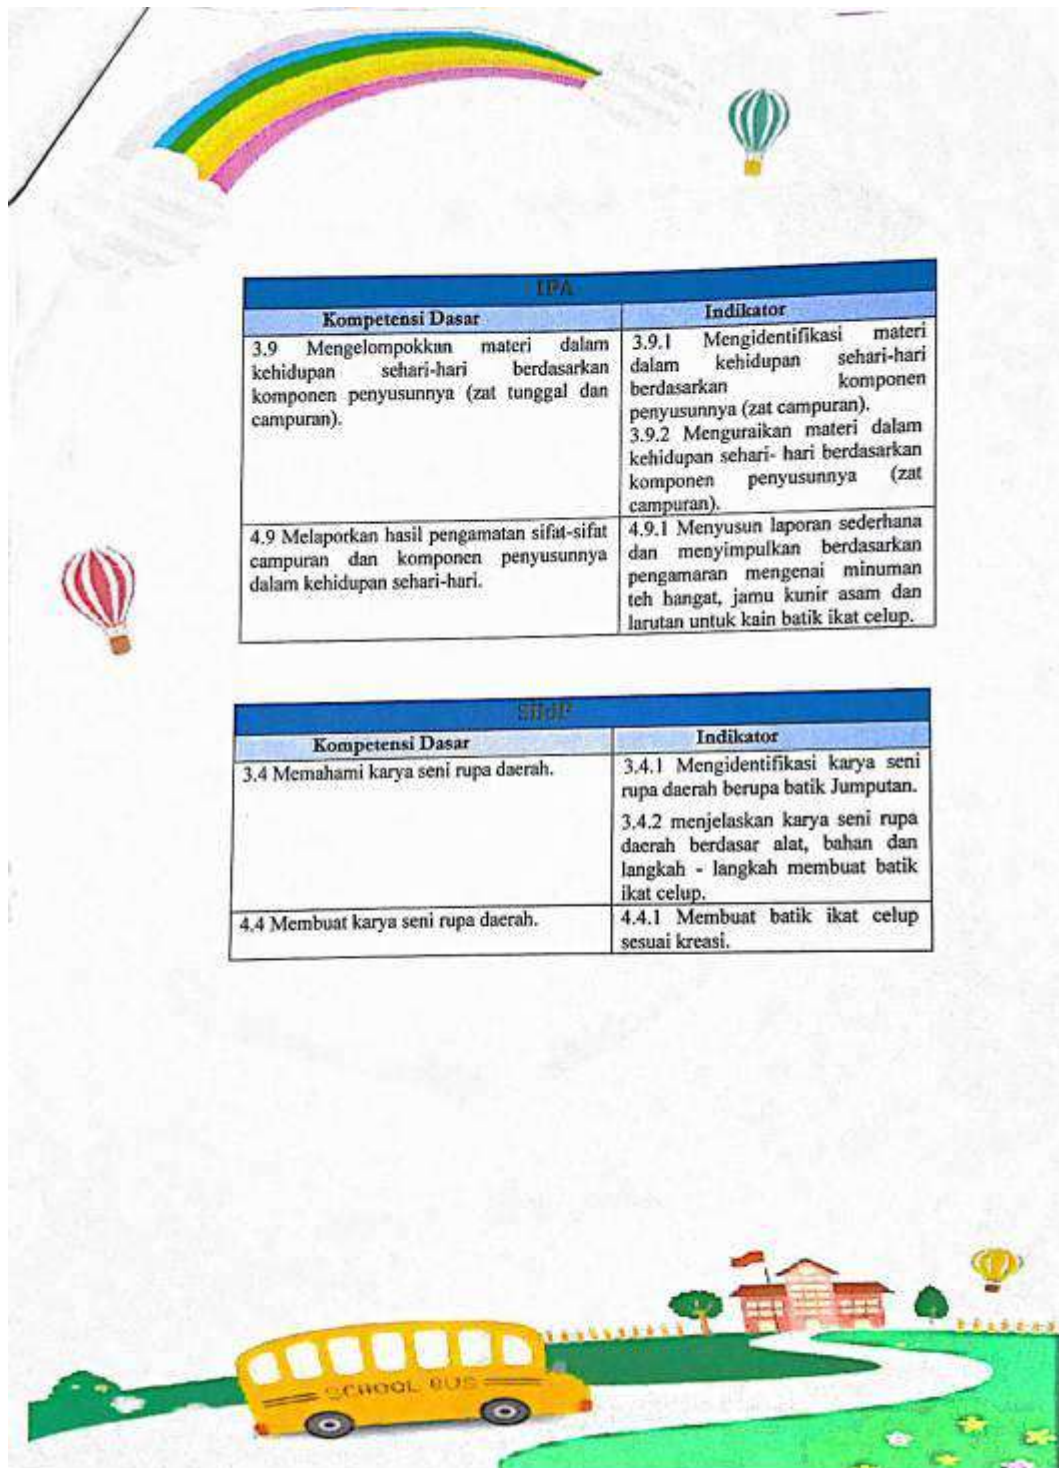 IPA
Kompetensi Dasar
Indikator
3.9 Mengelompokkan materi dalam
kehidupan sehari-hari berdasarkan
komponen penyusunnya (zat tunggal dan
campuran).
3.9.1 Mengidentifikasi materi
dalam kehidupan sehari-hari
berdasarkan komponen
penyusunnya (zat campuran).
3.9.2 Menguraikan materi dalam
kehidupan sehari- hari berdasarkan
komponen penyusunnya (zat
campuran).
4.9 Melaporkan hasil pengamatan sifat-sifat
campuran dan komponen penyusunnya
dalam kehidupan sehari-hari.
4.9.1 Menyusun laporan sederhana
dan menyimpulkan berdasarkan
pengamaran mengenai minuman
teh hangat, jamu kunir asam dan
larutan untuk kain batik ikat celup.
SBdP
Kompetensi Dasar
Indikator
3.4 Memahami karya seni rupa daerah.
3.4.1 Mengidentifikasi karya seni
rupa daerah berupa batik Jumputan.
3.4.2 menjelaskan karya seni rupa
daerah berdasar alat, bahan dan
langkah - langkah membuat batik
ikat celup.
4.4 Membuat karya seni rupa daerah.
4.4.1 Membuat batik ikat celup
sesuai kreasi.
SCHOOL BUS